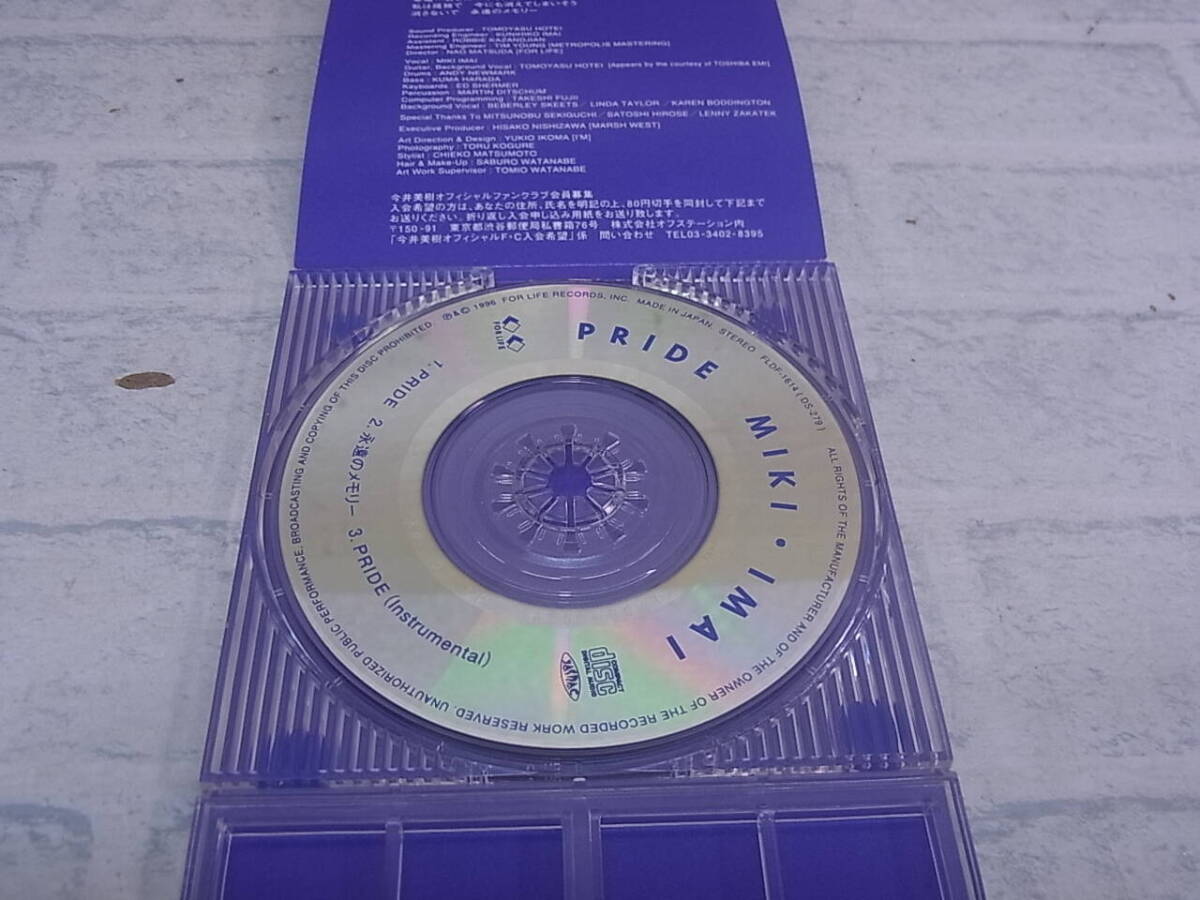 私は孤独で 今にも消えてしまいそう
消さないで 永遠のメモリー
Sound Producer : TOMOYASU HOTEI
Recording Engineer : KUNIHIKO IMAI
Assistant : ROBBIE KAZANDJIAN
Mastering Engineer : TIM YOUNG [METROPOLIS MASTERING]
Director : NAO MATSUDA [FOR LIFE]
Vocal : MIKI IMAI
Guitar, Background Vocal : TOMOYASU HOTEI [Appears by the courtesy of TOSHIBA EMI]
Drums : ANDY NEWMARK
Bass : KUMA HARADA
Keyboards : ED SHERMER
Percussion : MARTIN DITSCHUM
Computer Programming : TAKESHI FUJII
Background Vocal : BEBERLEY SKEETS／LINDA TAYLOR／KAREN BODDINGTON
Special Thanks To MITSUNOBU SEKIGUCHI／SATOSHI HIROSE／LENNY ZAKATEK
Executive Producer : HISAKO NISHIZAWA [MARSH WEST]
Art Direction & Design : YUKIO IKOMA [I'M]
Photography : TORU KOGURE
Stylist : CHIEKO MATSUMOTO
Hair & Make-Up : SABURO WATANABE
Art Work Supervisor : TOMIO WATANABE
今井美樹オフィシャルファンクラブ会員募集
入会希望の方は、あなたの住所、氏名を明記の上、80円切手を同封して下記まで
お送りください。折り返し入会申し込み用紙をお送り致します。
〒150-91 東京都渋谷郵便局私書箱76号 株式会社オフステーション内
「今井美樹オフィシャルF・C入会希望」係 問い合わせ TEL03-3402-8395
℗&© 1996 FOR LIFE RECORDS, INC. MADE IN JAPAN. STEREO FLDF-1614 (DS-279)
ALL RIGHTS OF THE MANUFACTURER AND OF THE OWNER OF THE RECORDED WORK RESERVED. UNAUTHORIZED PUBLIC PERFORMANCE, BROADCASTING AND COPYING OF THIS DISC PROHIBITED.
FOR LIFE
PRIDE MIKI・IMAI
1. PRIDE 2. 永遠のメモリー 3. PRIDE (Instrumental)
COMPACT
disc
DIGITAL AUDIO
JASRAC